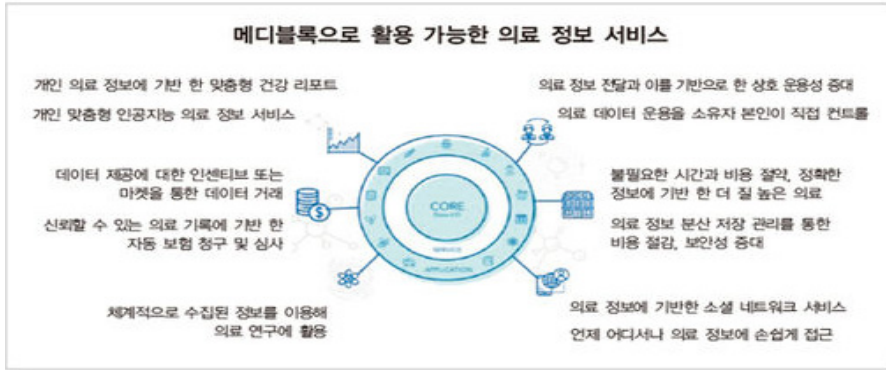 메디블록으로 활용 가능한 의료 정보 서비스
개인 의료 정보에 기반 한 맞춤형 건강 리포트
개인 맞춤형 인공지능 의료 정보 서비스
데이터 제공에 대한 인센티브 또는
마켓을 통한 데이터 거래
신뢰할 수 있는 의료 기록에 기반 한
자동 보험 청구 및 심사
체계적으로 수집된 정보를 이용해
의료 연구에 활용
CORE
SERVICE
APPLICATION
의료 정보 전달과 이를 기반으로 한 상호 운용성 증대
의료 데이터 운용을 소유자 본인이 직접 컨트롤
불필요한 시간과 비용 절약, 정확한
정보에 기반 한 더 질 높은 의료
의료 정보 분산 저장 관리를 통한
비용 절감, 보안성 증대
의료 정보에 기반한 소셜 네트워크 서비스
언제 어디서나 의료 정보에 손쉽게 접근